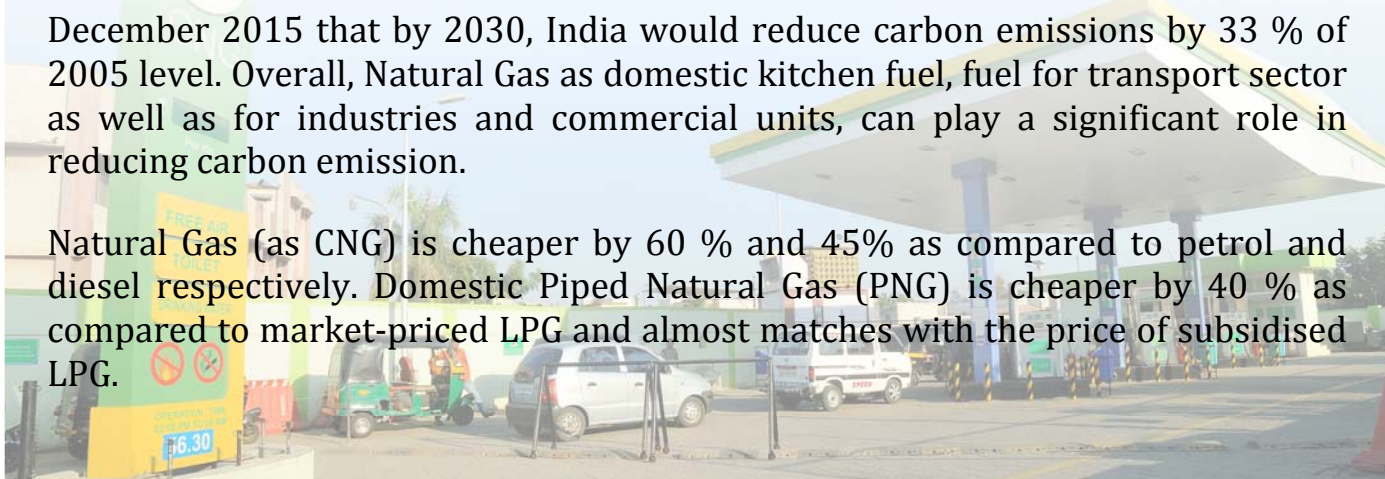 December 2015 that by 2030, India would reduce carbon emissions by 33 % of
2005 level. Overall, Natural Gas as domestic kitchen fuel, fuel for transport sector
as well as for industries and commercial units, can play a significant role in
reducing carbon emission.
Natural Gas (as CNG) is cheaper by 60 % and 45% as compared to petrol and
diesel respectively. Domestic Piped Natural Gas (PNG) is cheaper by 40 % as
compared to market-priced LPG and almost matches with the price of subsidised
LPG.
FREE AIR
TOILET
DRINKING WATER
56.30
SPEED